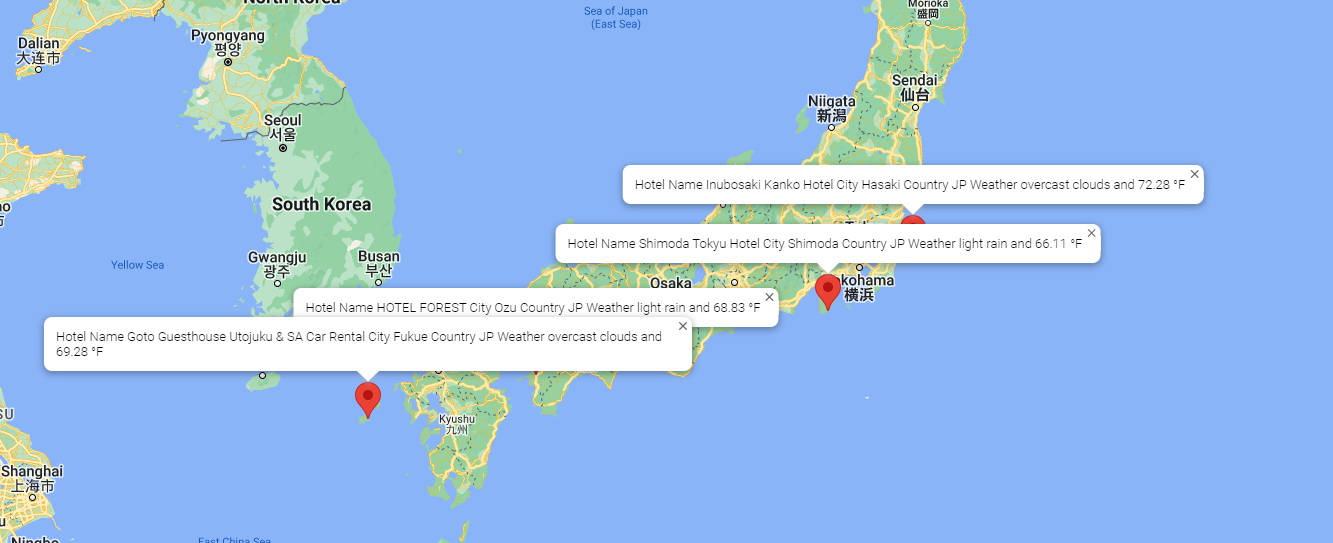 North Korea
Sea of Japan
(East Sea)
Morioka
盛岡
Dalian
大连市
Pyongyang
평양
Sendai
仙台
Niigata
新潟
Seoul
서울
Hotel Name Inubosaki Kanko Hotel City Hasaki Country JP Weather overcast clouds and 72.28 °F
South Korea
Hotel Name Shimoda Tokyu Hotel City Shimoda Country JP Weather light rain and 66.11 °F
Yellow Sea
Gwangju
광주
Busan
부산
Osaka
kohama
横浜
Hotel Name HOTEL FOREST City Ozu Country JP Weather light rain and 68.83 °F
Hotel Name Goto Guesthouse Utojuku & SA Car Rental City Fukue Country JP Weather overcast clouds and
69.28 °F
Kyushu
九州
SU
Shanghai
上海市
Ningbo
East China Sea